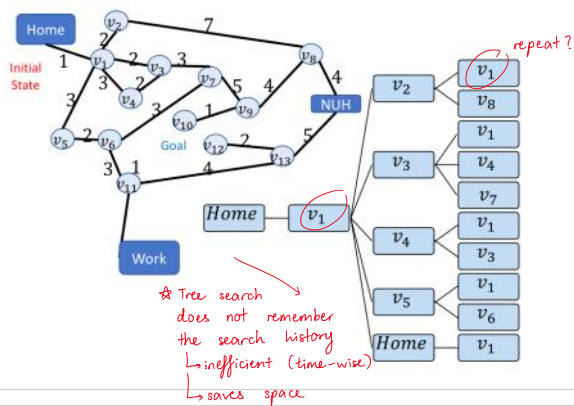 Home
Initial
State
1
v₂
7
2
v₁
2
v₃
3
v₇
3
v₄
2
v₈
4
NUH
5
4
v₉
1
v₁₀
Goal
3
3
v₅
2
v₆
v₁₂
2
v₁₃
5
3
1
v₁₁
4
Work
Home
v₁
v₂
v₁
repeat?
v₈
v₃
v₁
v₄
v₇
v₄
v₁
v₃
v₅
v₁
v₆
Home
v₁
☆ Tree search
does not remember
the search history
↳ inefficient (time-wise)
↳ saves space